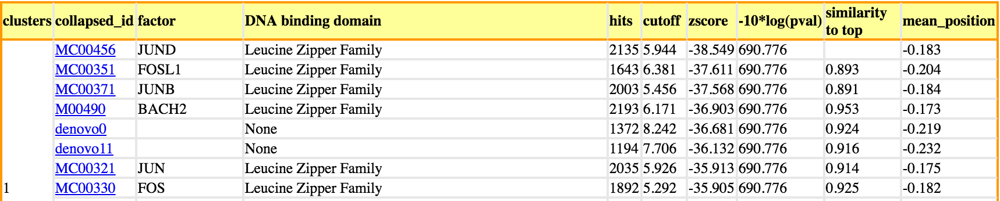 clusters collapsed_id factor DNA binding domain hits cutoff zscore -10*log(pval) similarity to top mean_position
MC00456 JUND Leucine Zipper Family 2135 5.944 -38.549 690.776 -0.183
MC00351 FOSL1 Leucine Zipper Family 1643 6.381 -37.611 690.776 0.893 -0.204
MC00371 JUNB Leucine Zipper Family 2003 5.456 -37.568 690.776 0.891 -0.184
M00490 BACH2 Leucine Zipper Family 2193 6.171 -36.903 690.776 0.953 -0.173
denovo0 None 1372 8.242 -36.681 690.776 0.924 -0.219
denovo11 None 1194 7.706 -36.132 690.776 0.916 -0.232
MC00321 JUN Leucine Zipper Family 2035 5.926 -35.913 690.776 0.914 -0.175
1 MC00330 FOS Leucine Zipper Family 1892 5.292 -35.905 690.776 0.925 -0.182